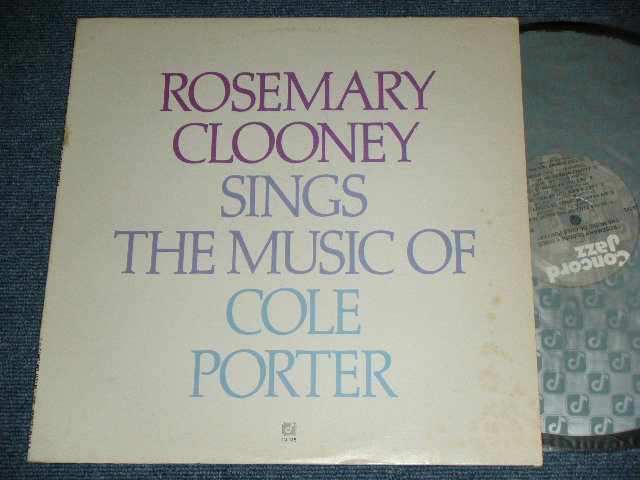 ROSEMARY
CLOONEY
SINGS
THE MUSIC OF
COLE
PORTER
Concord
Jazz